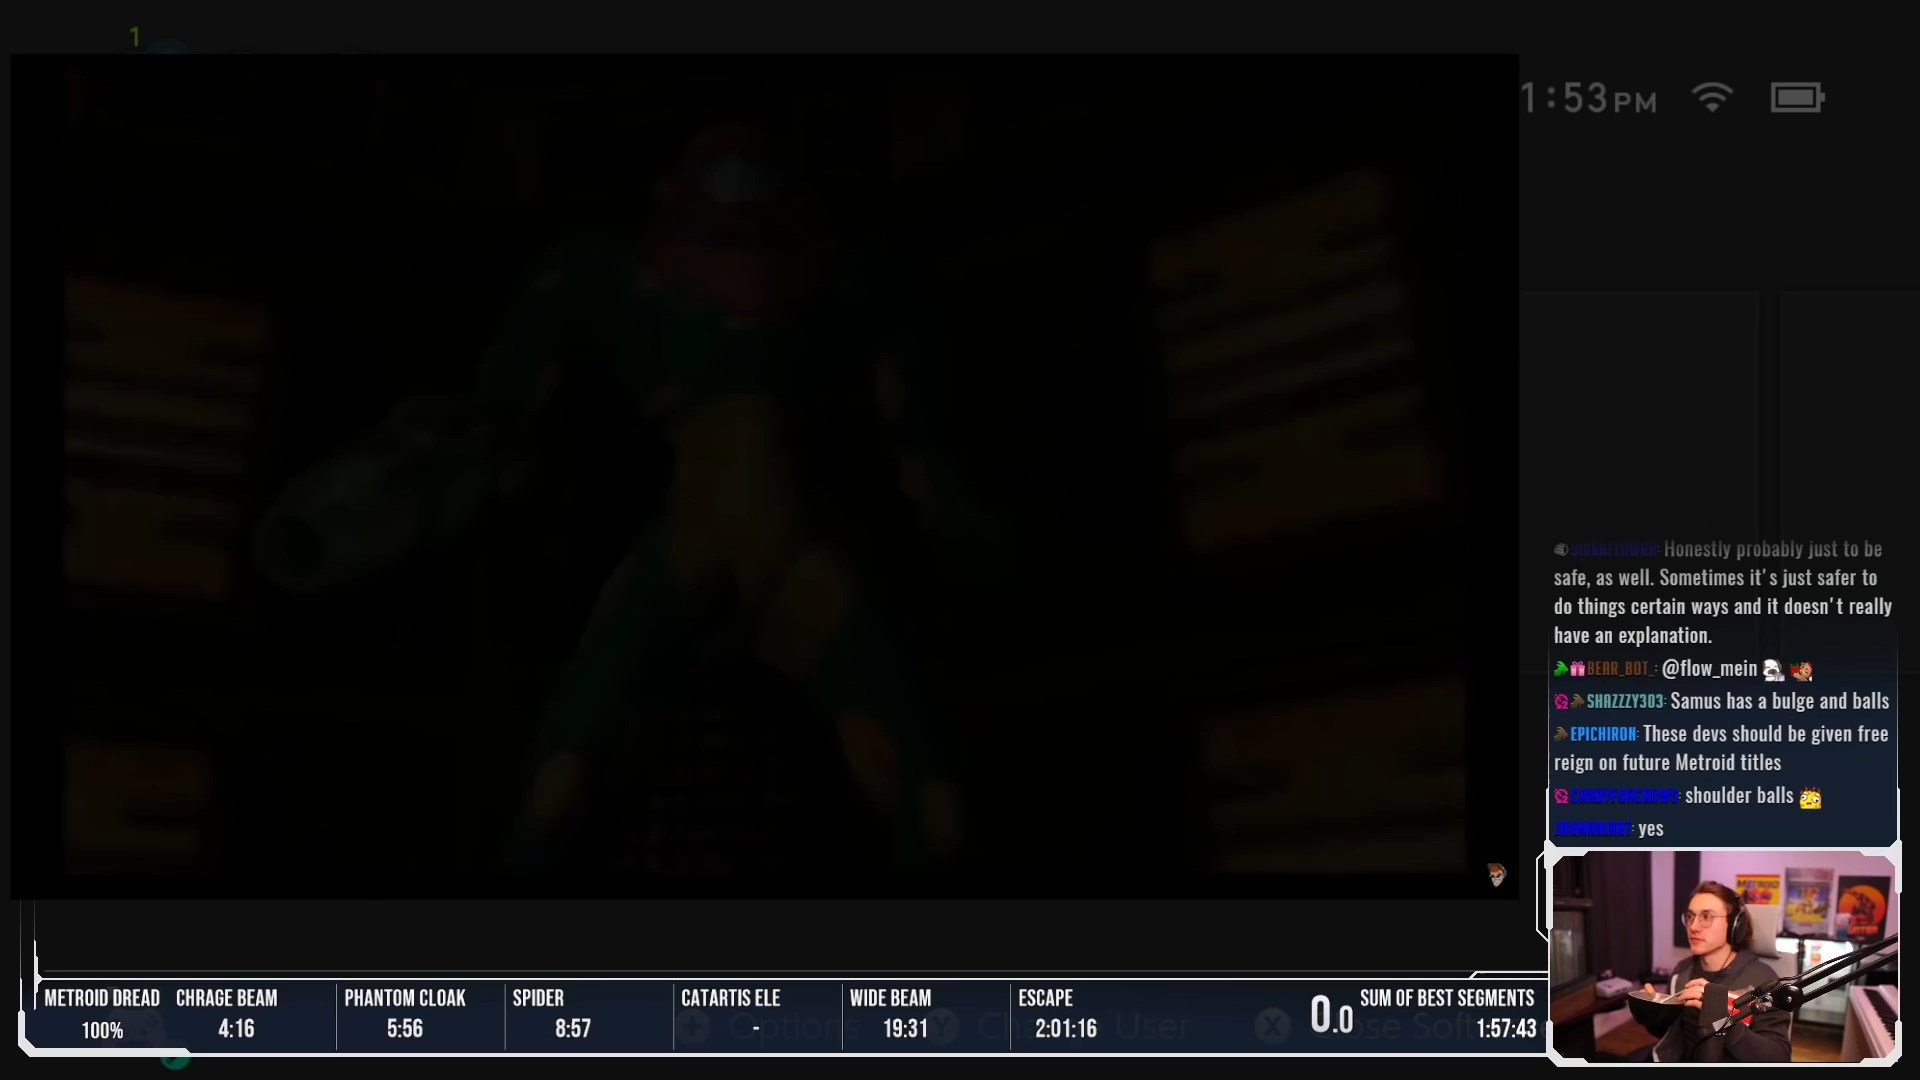 1
1:53PM
Honestly probably just to be
safe, as well. Sometimes it's just safer to
do things certain ways and it doesn't really
have an explanation.
BEAR_BOT_: @flow_mein
SHAZZZY303: Samus has a bulge and balls
EPICHIRON: These devs should be given free
reign on future Metroid titles
shoulder balls
yes
METROID DREAD
100%
CHRAGE BEAM
4:16
PHANTOM CLOAK
5:56
SPIDER
8:57
CATARTIS ELE
-
WIDE BEAM
19:31
ESCAPE
2:01:16
0.0
SUM OF BEST SEGMENTS
1:57:43
Options
User